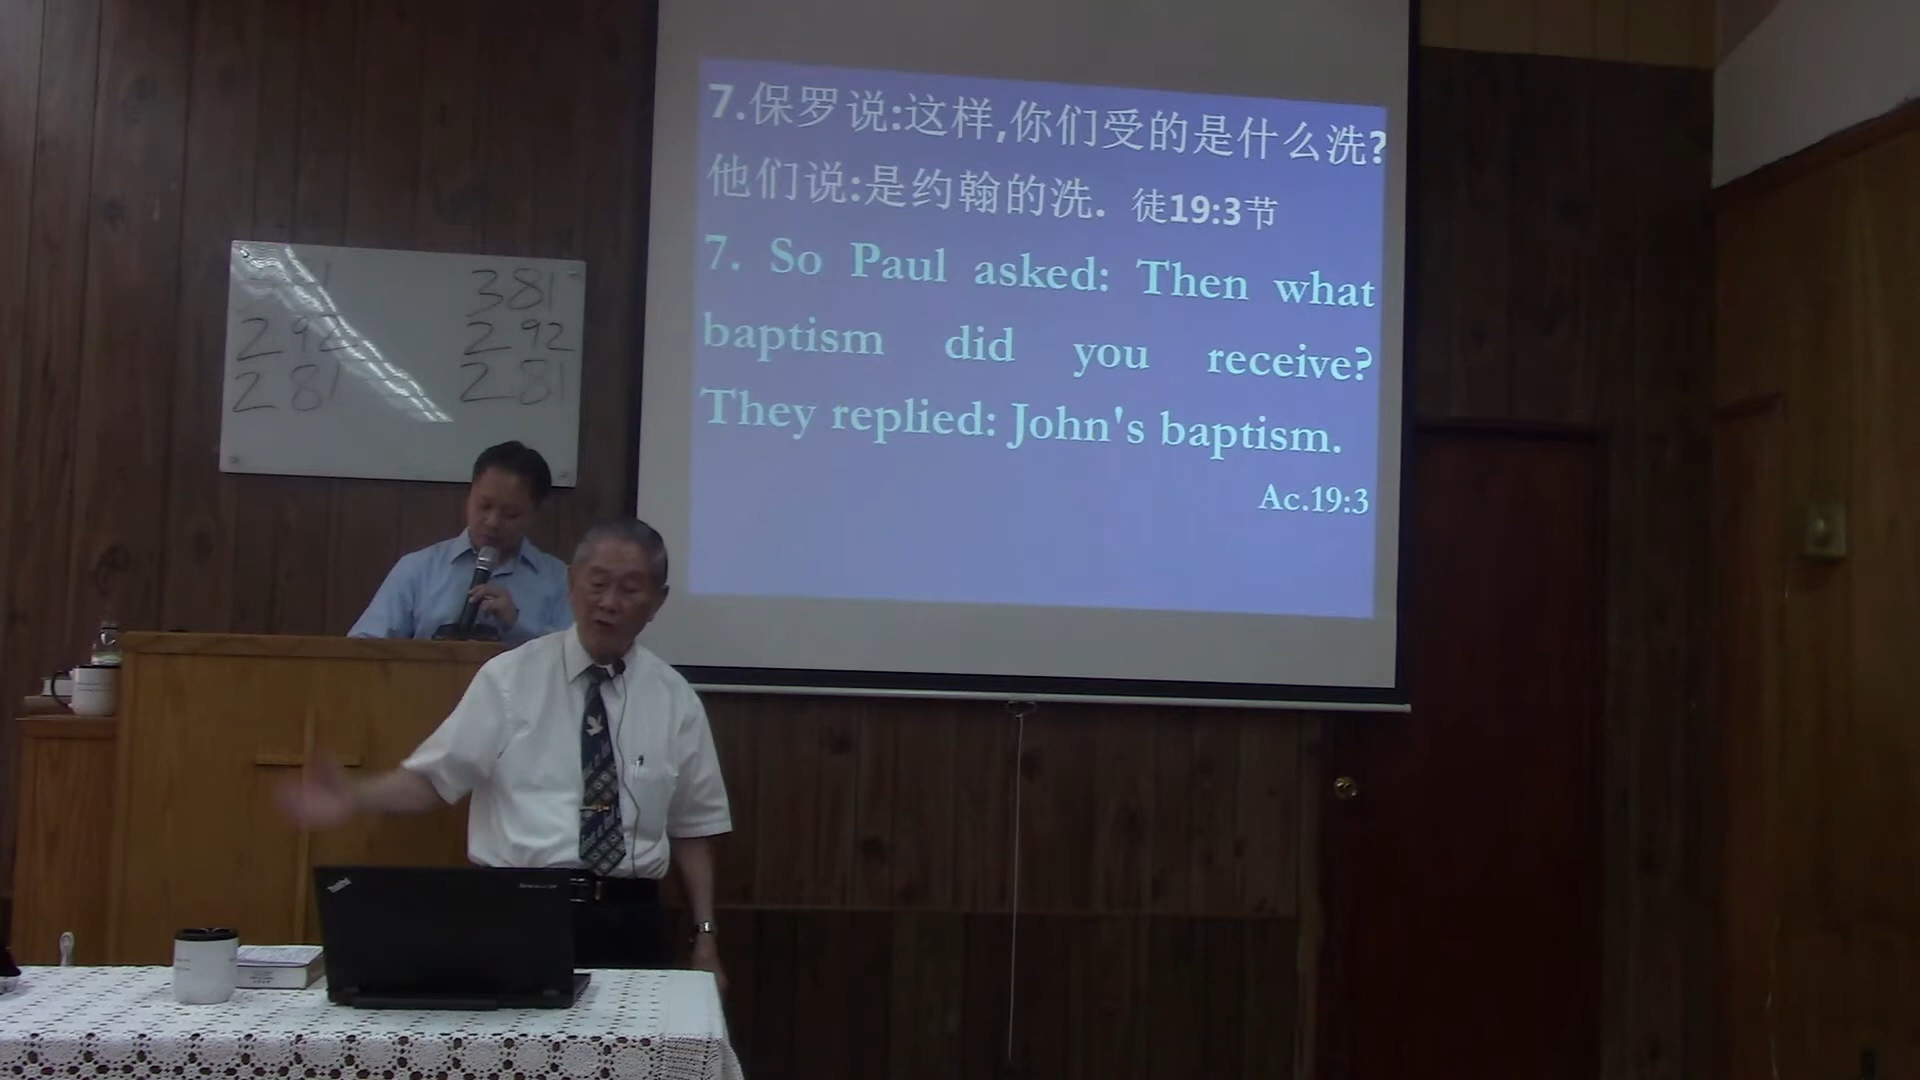 7.保罗说:这样,你们受的是什么洗?
他们说:是约翰的洗. 徒19:3节
7. So Paul asked: Then what
baptism did you receive?
They replied: John's baptism.
Ac.19:3
381
292 292
281 281
ThinkPad